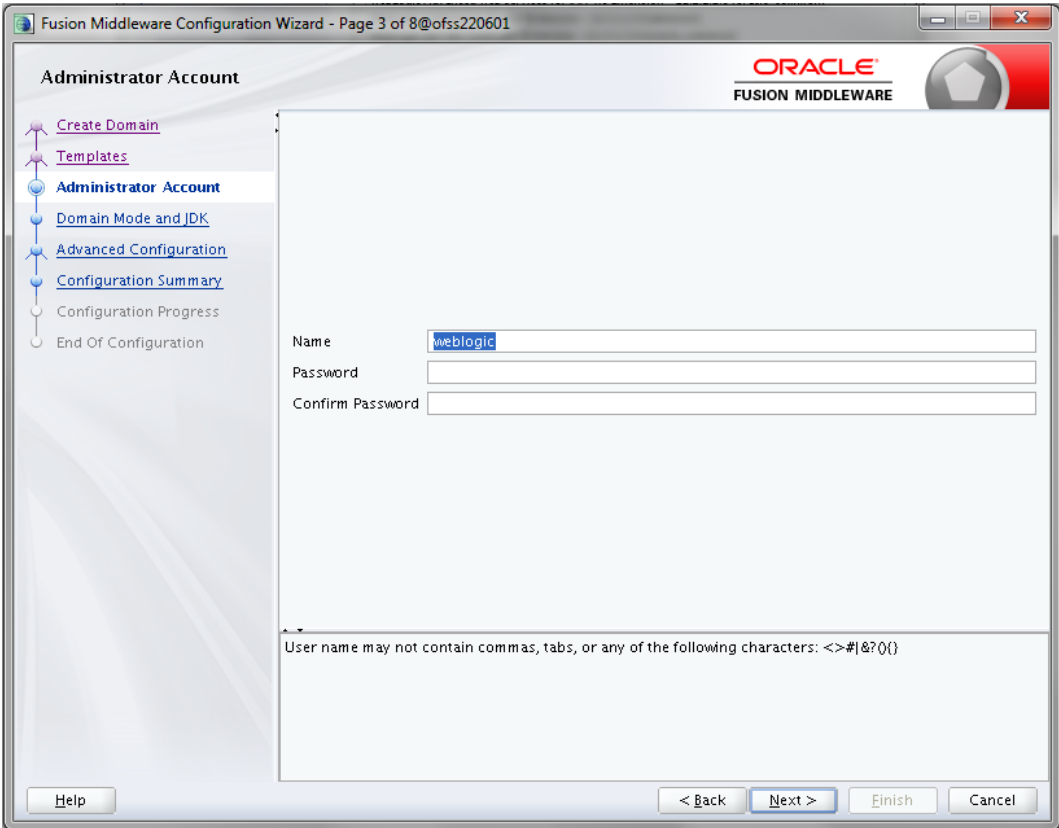 Fusion Middleware Configuration Wizard - Page 3 of 8@ofss220601
Administrator Account
ORACLE
FUSION MIDDLEWARE
Create Domain
Templates
Administrator Account
Domain Mode and JDK
Advanced Configuration
Configuration Summary
Configuration Progress
End Of Configuration
Name weblogic
Password
Confirm Password
User name may not contain commas, tabs, or any of the following characters: <>#|&?(){}
Help < Back Next > Finish Cancel